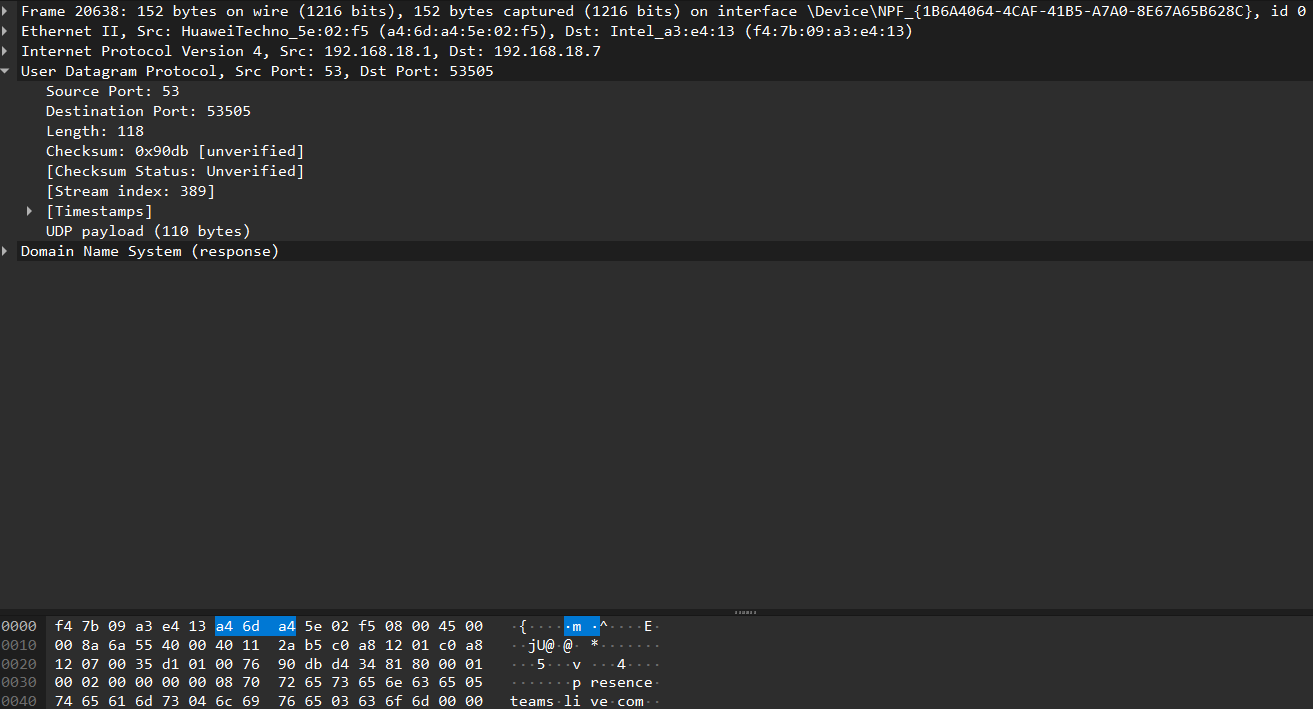 Frame 20638: 152 bytes on wire (1216 bits), 152 bytes captured (1216 bits) on interface \Device\NPF_{1B6A4064-4CAF-41B5-A7A0-8E67A65B628C}, id 0
Ethernet II, Src: HuaweiTechno_5e:02:f5 (a4:6d:a4:5e:02:f5), Dst: Intel_a3:e4:13 (f4:7b:09:a3:e4:13)
Internet Protocol Version 4, Src: 192.168.18.1, Dst: 192.168.18.7
User Datagram Protocol, Src Port: 53, Dst Port: 53505
Source Port: 53
Destination Port: 53505
Length: 118
Checksum: 0x90db [unverified]
[Checksum Status: Unverified]
[Stream index: 389]
[Timestamps]
UDP payload (110 bytes)
Domain Name System (response)
0000 f4 7b 09 a3 e4 13 a4 6d a4 5e 02 f5 08 00 45 00 ·{·····m ·^····E·
0010 00 8a 6a 55 40 00 40 11 2a b5 c0 a8 12 01 c0 a8 ··jU@·@· *·······
0020 12 07 00 35 d1 01 00 76 90 db d4 34 81 80 00 01 ···5···v ···4····
0030 00 02 00 00 00 00 08 70 72 65 73 65 6e 63 65 05 ·······p resence·
0040 74 65 61 6d 73 04 6c 69 76 65 03 63 6f 6d 00 00 teams·li ve·com··